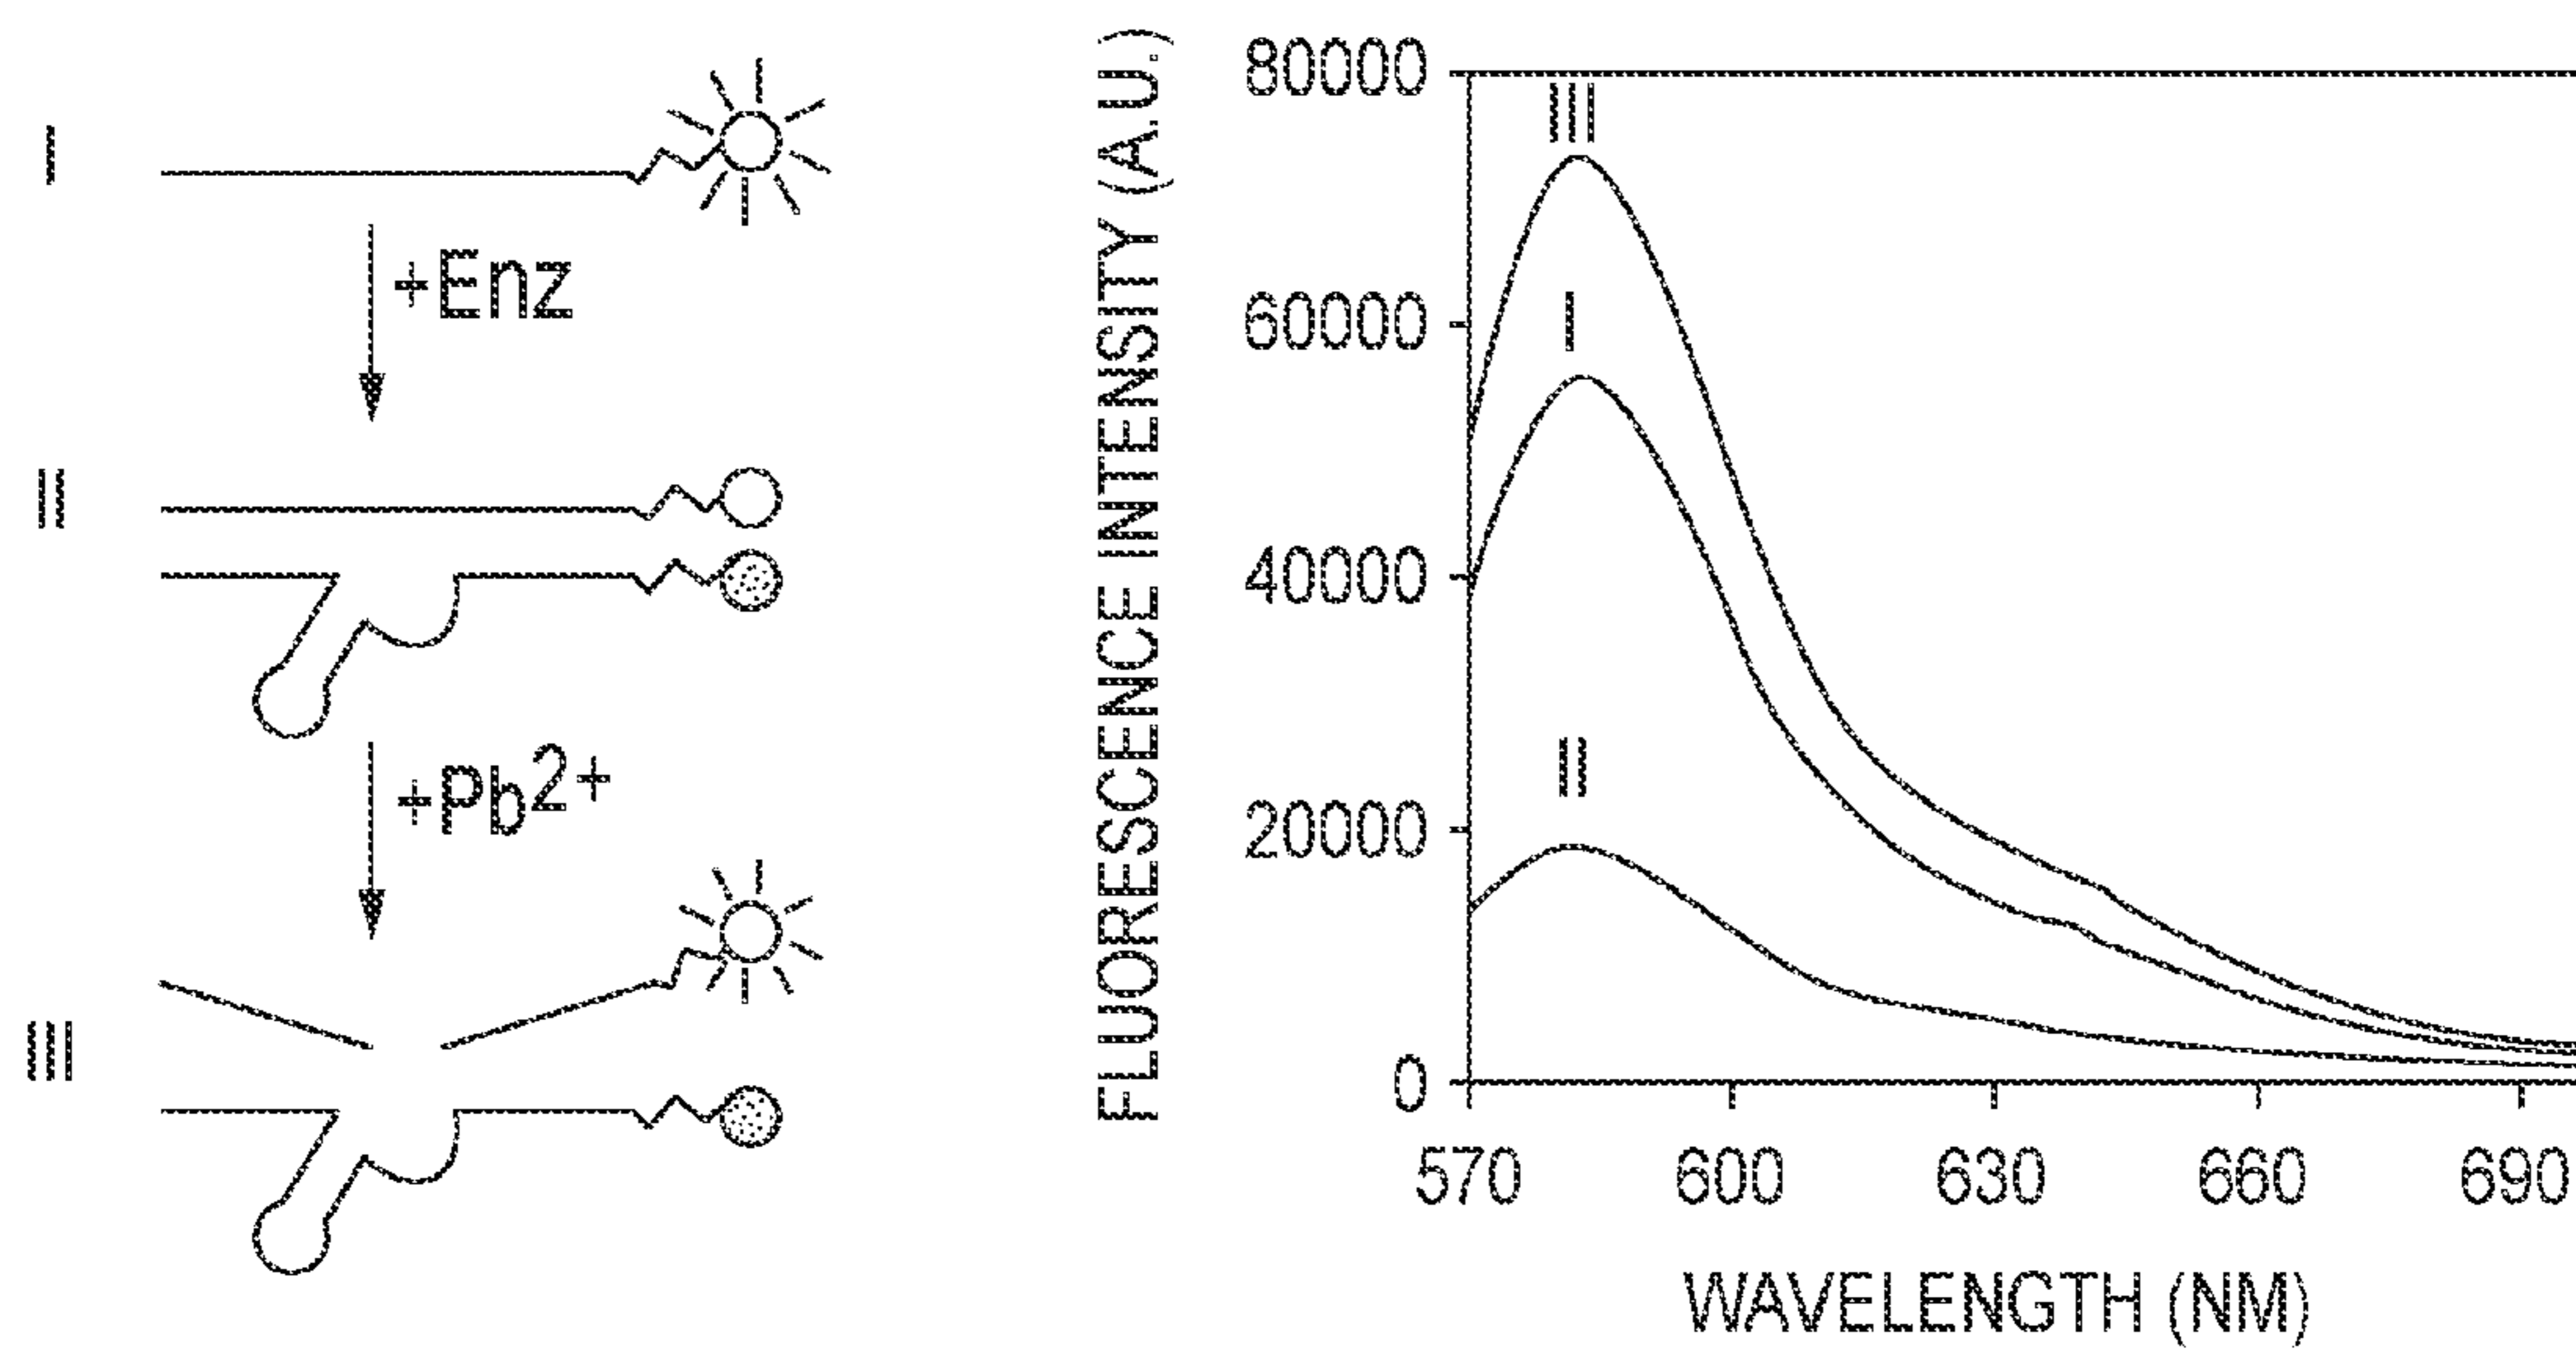 I
+Enz
II
+Pb2+
III
FLUORESCENCE INTENSITY (A.U.)
80000
60000
40000
20000
0
III
I
II
570 600 630 660 690
WAVELENGTH (NM)